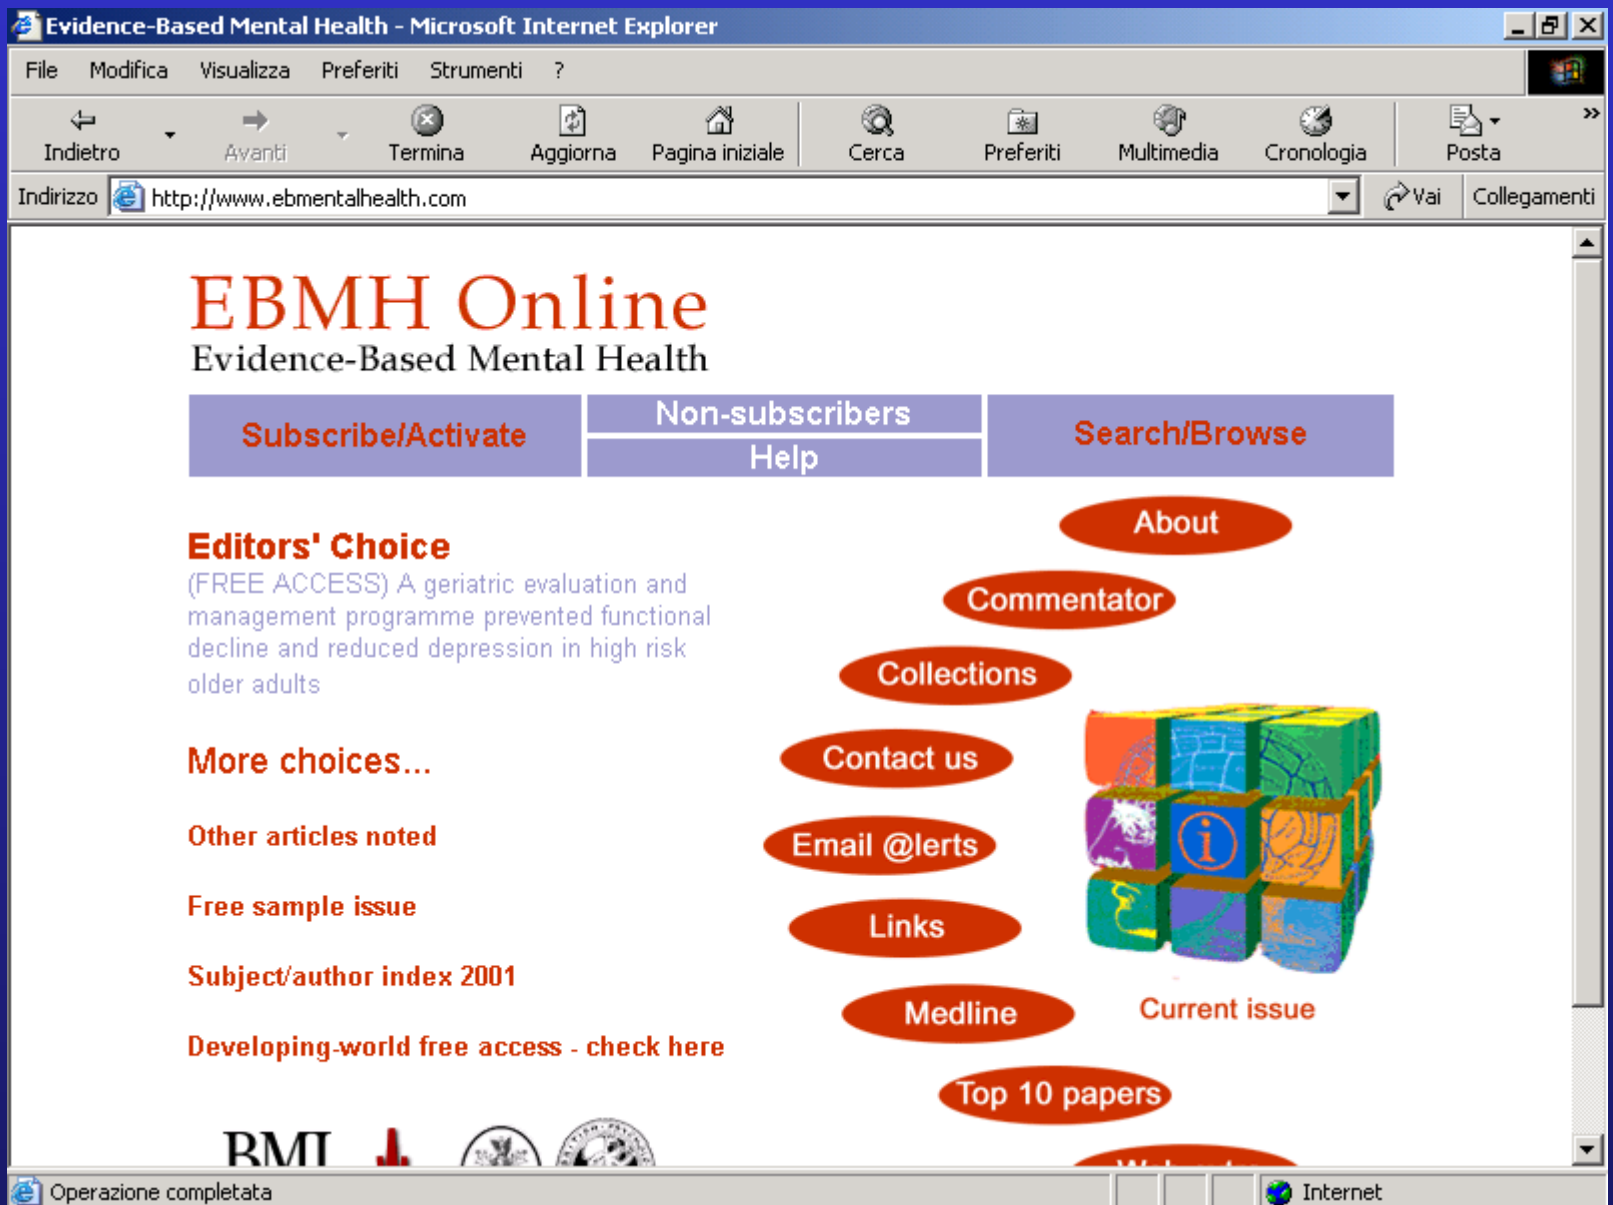 Evidence-Based Mental Health - Microsoft Internet Explorer
File Modifica Visualizza Preferiti Strumenti ?
Indietro Avanti Termina Aggiorna Pagina iniziale Cerca Preferiti Multimedia Cronologia Posta »
Indirizzo http://www.ebmentalhealth.com Vai Collegamenti
EBMH Online
Evidence-Based Mental Health
Subscribe/Activate
Non-subscribers
Help
Search/Browse
Editors' Choice
(FREE ACCESS) A geriatric evaluation and
management programme prevented functional
decline and reduced depression in high risk
older adults
More choices...
Other articles noted
Free sample issue
Subject/author index 2001
Developing-world free access - check here
About
Commentator
Collections
Contact us
Email @lerts
Links
Medline
Top 10 papers
i
Current issue
BMJ
Operazione completata
Internet